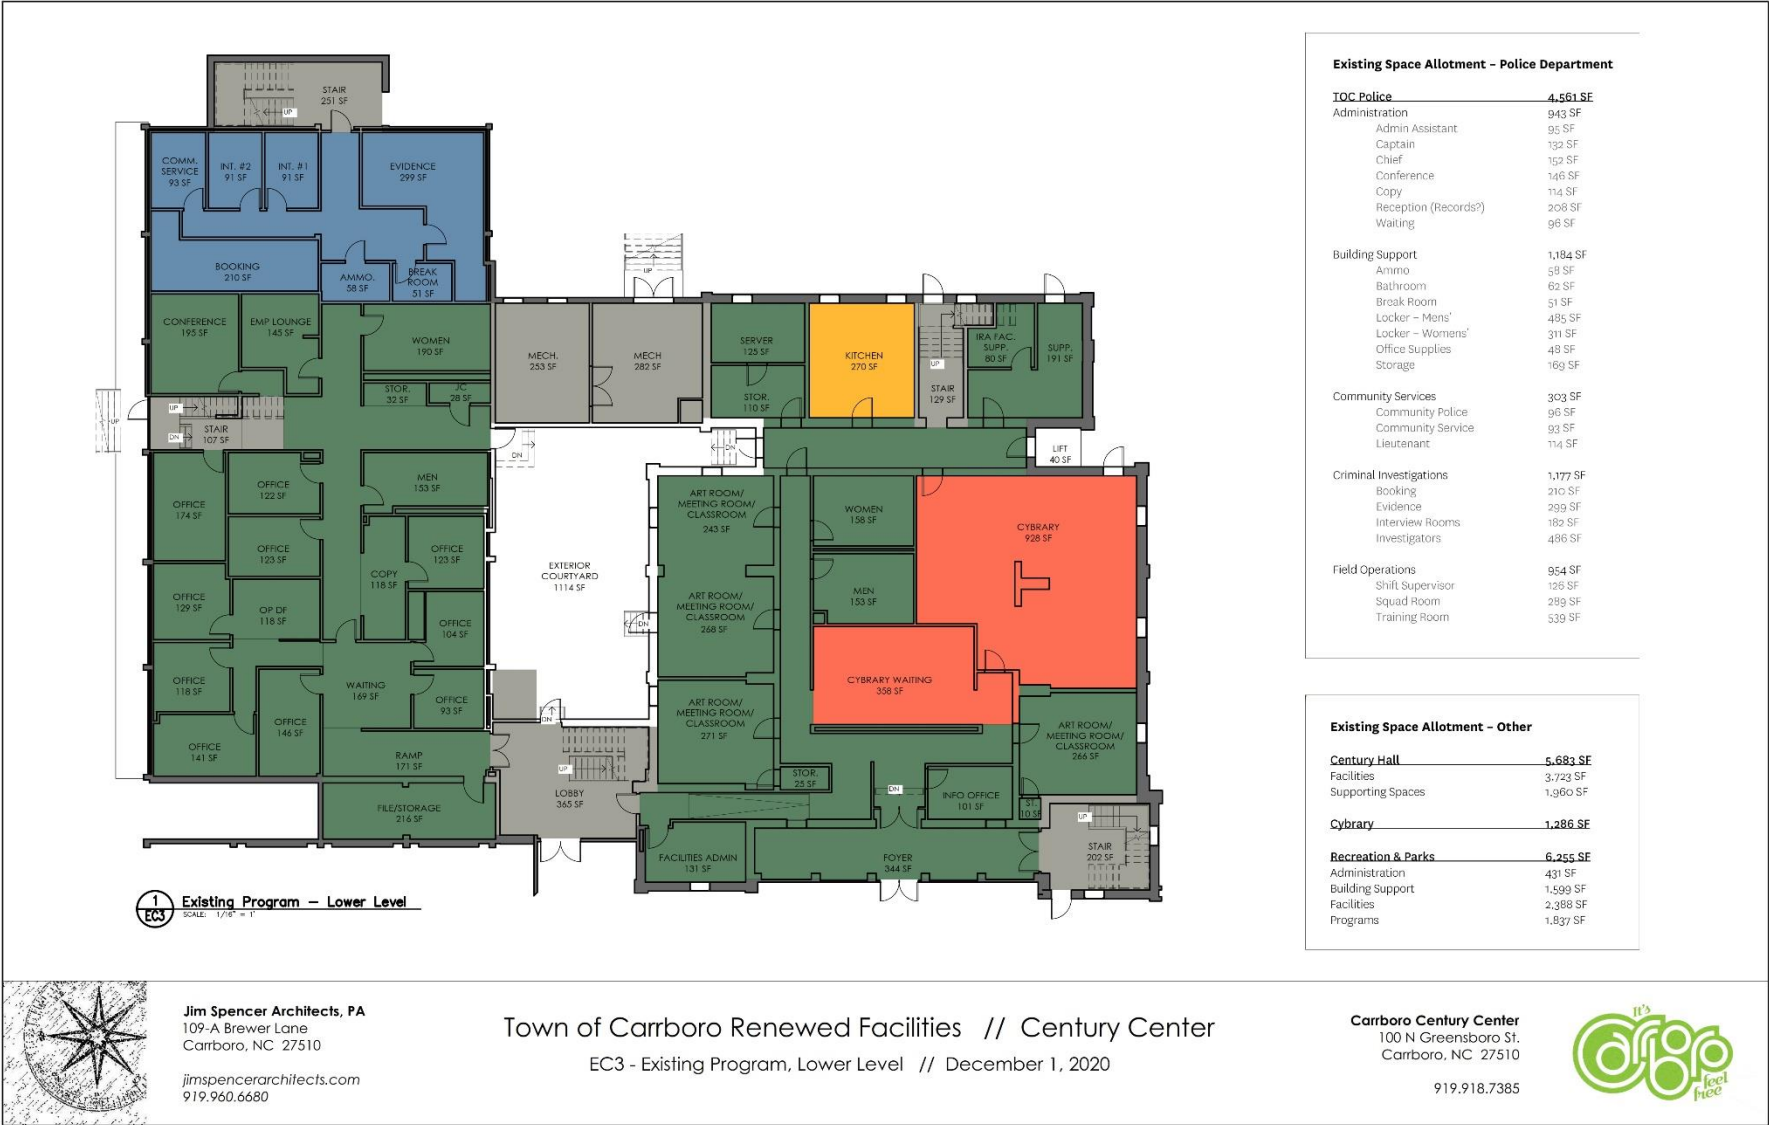 STAIR
251 SF
UP
COMM.
SERVICE
93 SF
INT. #2
91 SF
INT. #1
91 SF
EVIDENCE
299 SF
BOOKING
210 SF
AMMO.
58 SF
BREAK
ROOM
51 SF
UP
CONFERENCE
195 SF
EMP LOUNGE
145 SF
WOMEN
190 SF
MECH.
253 SF
MECH
282 SF
SERVER
125 SF
KITCHEN
270 SF
UP
STAIR
129 SF
IRA FAC.
SUPP.
80 SF
SUPP.
191 SF
STOR.
32 SF
JC
28 SF
STOR.
110 SF
UP
UP
DN
STAIR
107 SF
DN
DN
LIFT
40 SF
OFFICE
174 SF
OFFICE
122 SF
MEN
153 SF
ART ROOM/
MEETING ROOM/
CLASSROOM
243 SF
WOMEN
158 SF
CYBRARY
928 SF
OFFICE
123 SF
COPY
118 SF
OFFICE
123 SF
EXTERIOR
COURTYARD
1114 SF
OFFICE
129 SF
OP DF
118 SF
OFFICE
104 SF
DN
ART ROOM/
MEETING ROOM/
CLASSROOM
268 SF
MEN
153 SF
OFFICE
118 SF
WAITING
169 SF
OFFICE
93 SF
CYBRARY WAITING
358 SF
OFFICE
141 SF
OFFICE
146 SF
RAMP
171 SF
DN
ART ROOM/
MEETING ROOM/
CLASSROOM
271 SF
ART ROOM/
MEETING ROOM/
CLASSROOM
266 SF
FILE/STORAGE
216 SF
UP
LOBBY
365 SF
STOR.
25 SF
DN
INFO OFFICE
101 SF
ST.
10 SF
UP
STAIR
202 SF
FACILITIES ADMIN
131 SF
FOYER
344 SF
1
EC3
Existing Program – Lower Level
SCALE: 1/16" = 1'
Existing Space Allotment – Police Department
TOC Police 4,561 SF
Administration 943 SF
Admin Assistant 95 SF
Captain 132 SF
Chief 152 SF
Conference 146 SF
Copy 114 SF
Reception (Records?) 208 SF
Waiting 96 SF
Building Support 1,184 SF
Ammo 58 SF
Bathroom 62 SF
Break Room 51 SF
Locker – Mens' 485 SF
Locker – Womens' 311 SF
Office Supplies 48 SF
Storage 169 SF
Community Services 303 SF
Community Police 96 SF
Community Service 93 SF
Lieutenant 114 SF
Criminal Investigations 1,177 SF
Booking 210 SF
Evidence 299 SF
Interview Rooms 182 SF
Investigators 486 SF
Field Operations 954 SF
Shift Supervisor 126 SF
Squad Room 289 SF
Training Room 539 SF
Existing Space Allotment – Other
Century Hall 5,683 SF
Facilities 3,723 SF
Supporting Spaces 1,960 SF
Cybrary 1,286 SF
Recreation & Parks 6,255 SF
Administration 431 SF
Building Support 1,599 SF
Facilities 2,388 SF
Programs 1,837 SF
Jim Spencer Architects, PA
109-A Brewer Lane
Carrboro, NC 27510
jimspencerarchitects.com
919.960.6680
Town of Carrboro Renewed Facilities // Century Center
EC3 - Existing Program, Lower Level // December 1, 2020
Carrboro Century Center
100 N Greensboro St.
Carrboro, NC 27510
919.918.7385
It's
Carrboro
feel
free